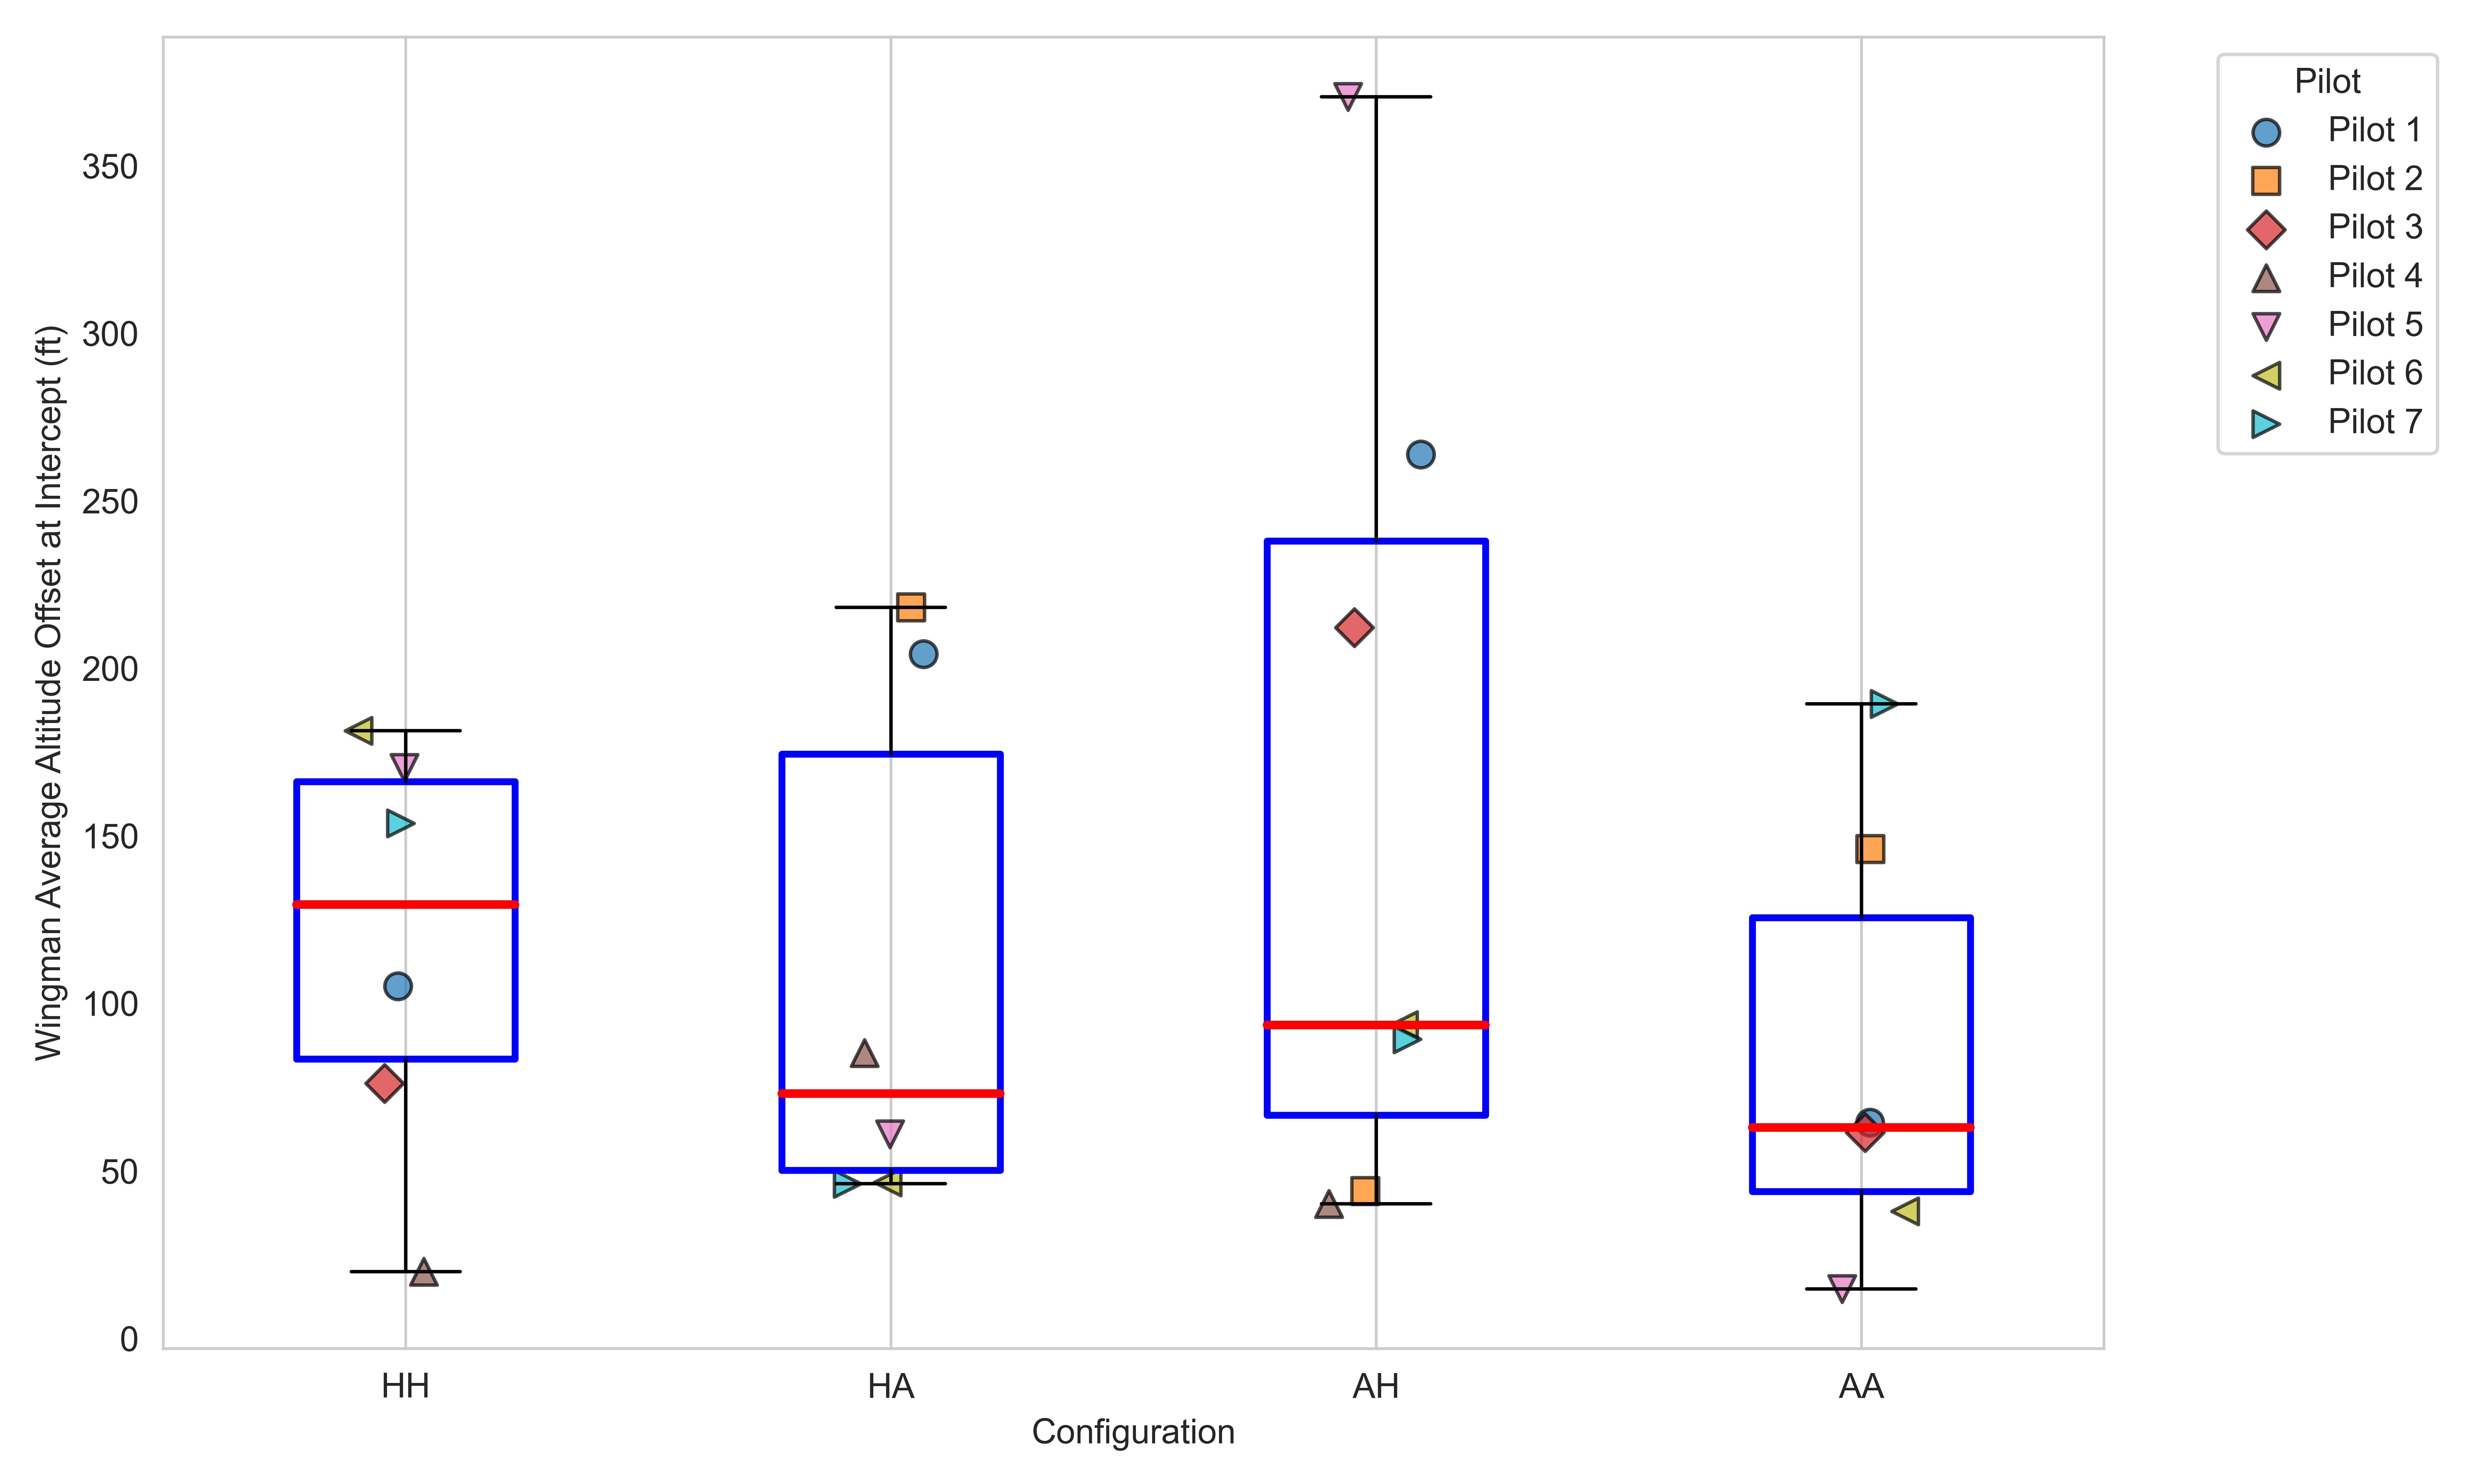 Wingman Average Altitude Offset at Intercept (ft)
350
300
250
200
150
100
50
0
HH
HA
AH
AA
Configuration
Pilot
Pilot 1
Pilot 2
Pilot 3
Pilot 4
Pilot 5
Pilot 6
Pilot 7